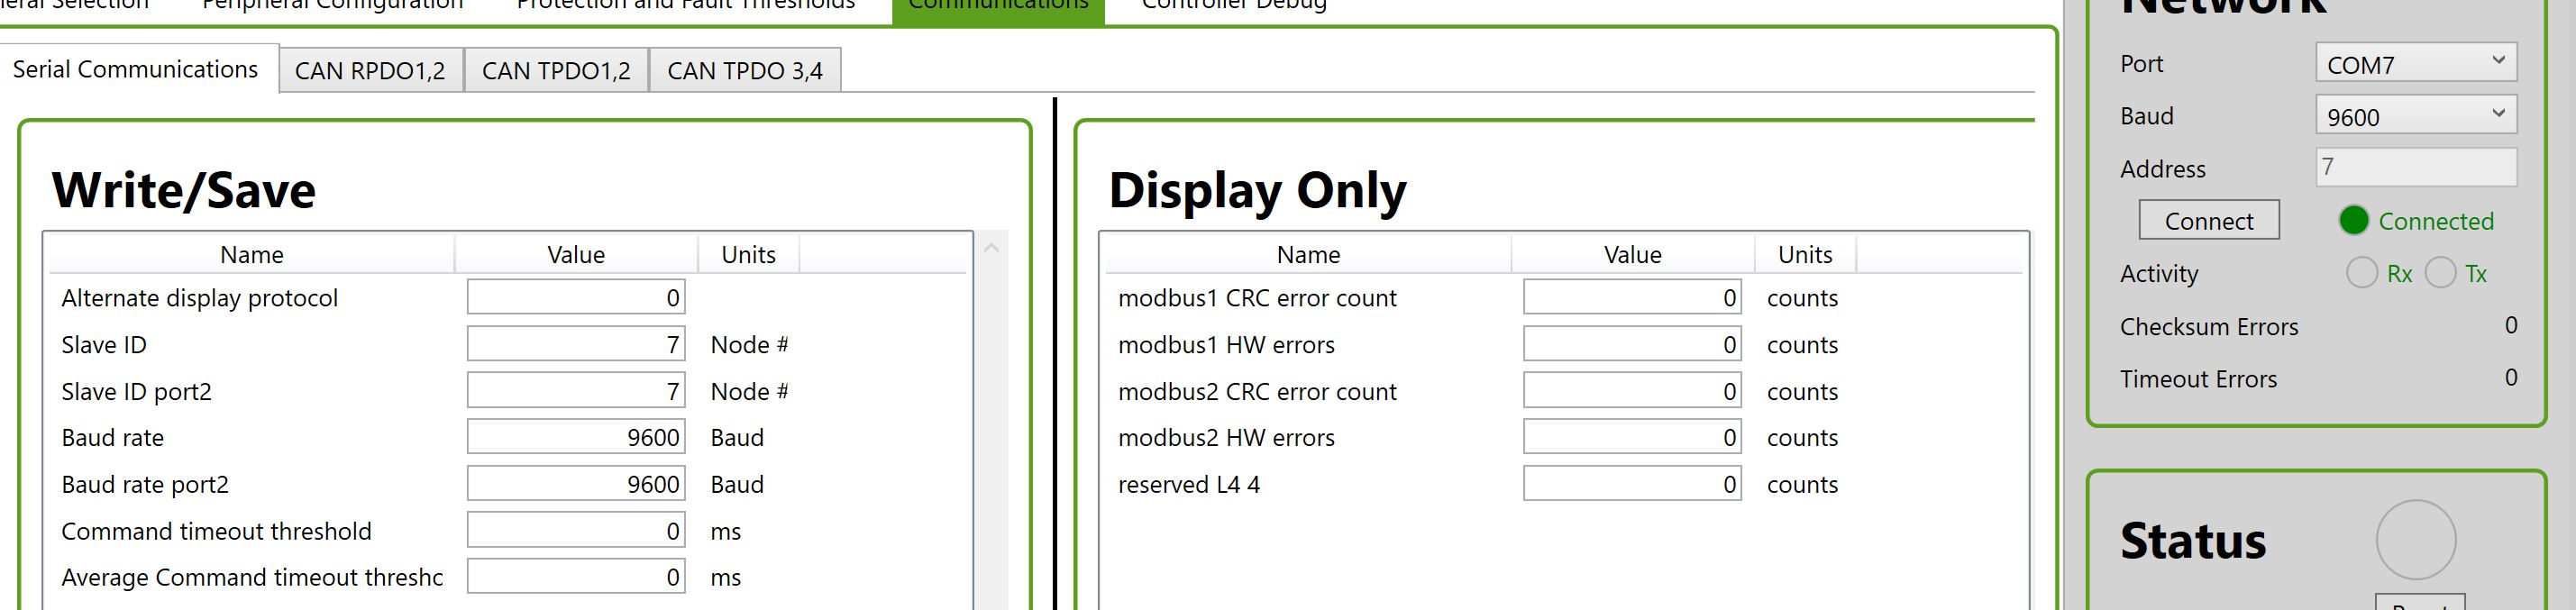 Peripheral Configuration
Protection and Fault Thresholds
Communications
Controller Debug
Serial Communications
CAN RPDO1,2
CAN TPDO1,2
CAN TPDO 3,4
Write/Save
Name Value Units
Alternate display protocol 0
Slave ID 7 Node #
Slave ID port2 7 Node #
Baud rate 9600 Baud
Baud rate port2 9600 Baud
Command timeout threshold 0 ms
Average Command timeout threshc 0 ms
Display Only
Name Value Units
modbus1 CRC error count 0 counts
modbus1 HW errors 0 counts
modbus2 CRC error count 0 counts
modbus2 HW errors 0 counts
reserved L4 4 0 counts
Network
Port COM7
Baud 9600
Address 7
Connect Connected
Activity Rx Tx
Checksum Errors 0
Timeout Errors 0
Status